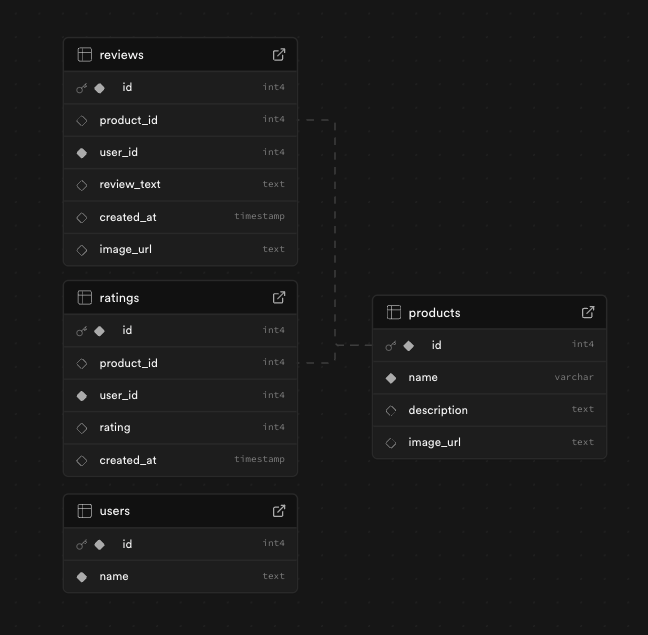 reviews
id int4
product_id int4
user_id int4
review_text text
created_at timestamp
image_url text
ratings
id int4
product_id int4
user_id int4
rating int4
created_at timestamp
users
id int4
name text
products
id int4
name varchar
description text
image_url text